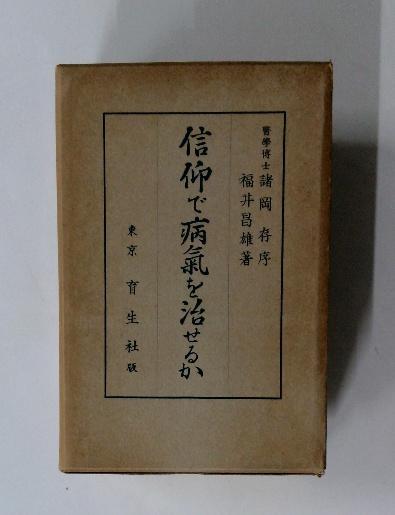 醫學博士 諸岡存序
福井昌雄著
信仰で病氣を治せるか
東京 育生社版